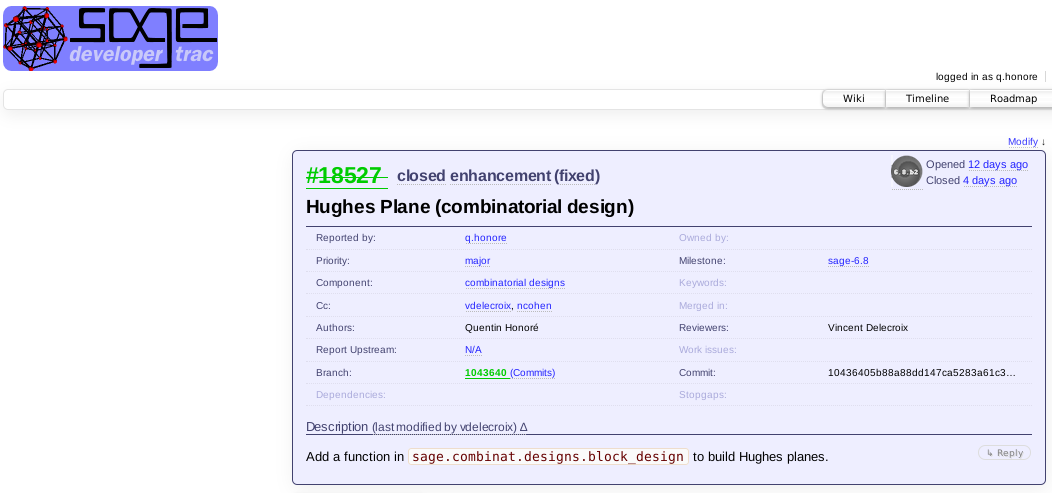 sage
developer trac
logged in as q.honore
Wiki Timeline Roadmap
Modify ↓
#18527 closed enhancement (fixed)
6.8.b2
Opened 12 days ago
Closed 4 days ago
Hughes Plane (combinatorial design)
Reported by: q.honore Owned by:
Priority: major Milestone: sage-6.8
Component: combinatorial designs Keywords:
Cc: vdelecroix, ncohen Merged in:
Authors: Quentin Honoré Reviewers: Vincent Delecroix
Report Upstream: N/A Work issues:
Branch: 1043640 (Commits) Commit: 10436405b88a88dd147ca5283a61c3...
Dependencies: Stopgaps:
Description (last modified by vdelecroix) Δ
↳ Reply
Add a function in sage.combinat.designs.block_design to build Hughes planes.